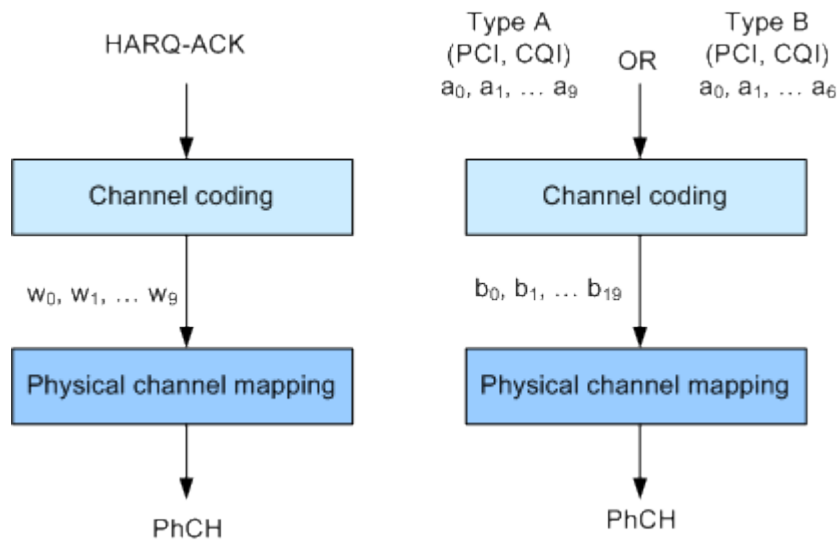 HARQ-ACK
Channel coding
w₀, w₁, ... w₉
Physical channel mapping
PhCH
Type A
(PCI, CQI)
a₀, a₁, ... a₉
OR
Type B
(PCI, CQI)
a₀, a₁, ... a₆
Channel coding
b₀, b₁, ... b₁₉
Physical channel mapping
PhCH